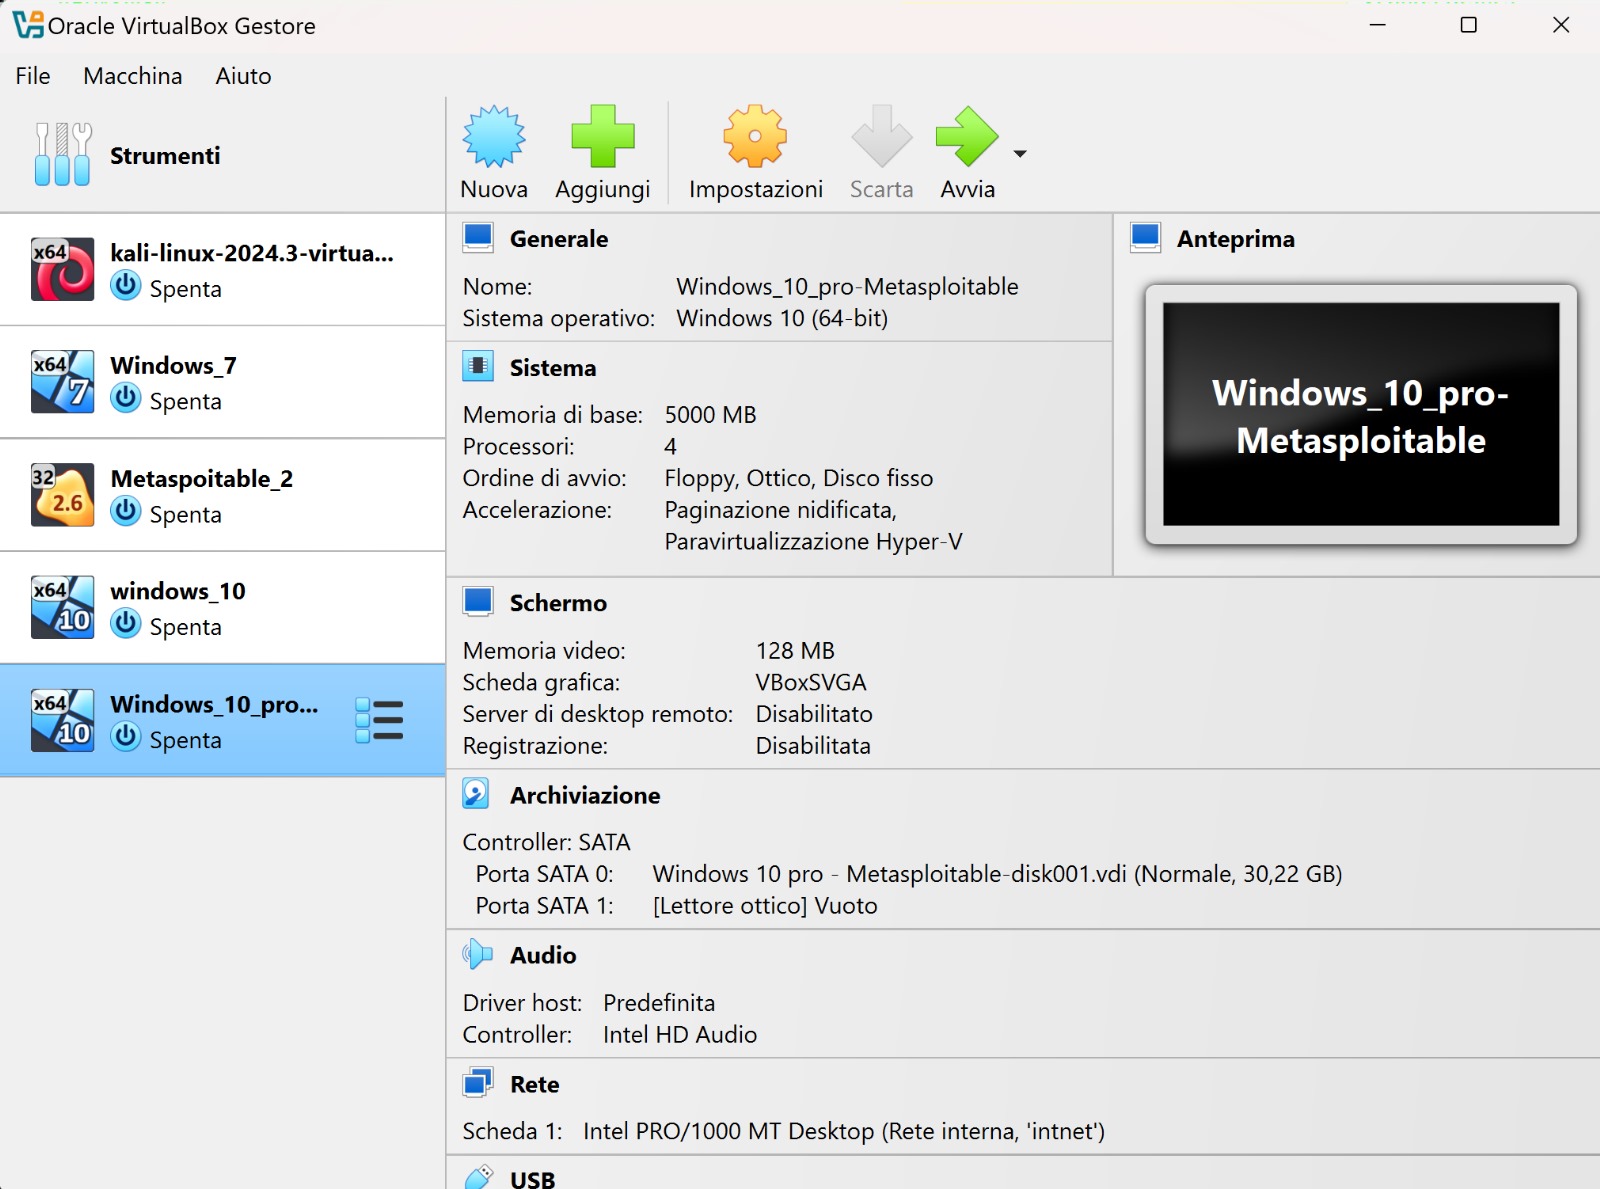 Oracle VirtualBox Gestore
File Macchina Aiuto
Strumenti
Nuova Aggiungi Impostazioni Scarta Avvia
x64 kali-linux-2024.3-virtua...
Spenta
x64 7 Windows_7
Spenta
32 2.6 Metaspoitable_2
Spenta
x64 10 windows_10
Spenta
x64 10 Windows_10_pro...
Spenta
Generale
Nome: Windows_10_pro-Metasploitable
Sistema operativo: Windows 10 (64-bit)
Sistema
Memoria di base: 5000 MB
Processori: 4
Ordine di avvio: Floppy, Ottico, Disco fisso
Accelerazione: Paginazione nidificata,
Paravirtualizzazione Hyper-V
Anteprima
Windows_10_pro-
Metasploitable
Schermo
Memoria video: 128 MB
Scheda grafica: VBoxSVGA
Server di desktop remoto: Disabilitato
Registrazione: Disabilitata
Archiviazione
Controller: SATA
Porta SATA 0: Windows 10 pro - Metasploitable-disk001.vdi (Normale, 30,22 GB)
Porta SATA 1: [Lettore ottico] Vuoto
Audio
Driver host: Predefinita
Controller: Intel HD Audio
Rete
Scheda 1: Intel PRO/1000 MT Desktop (Rete interna, 'intnet')
USB